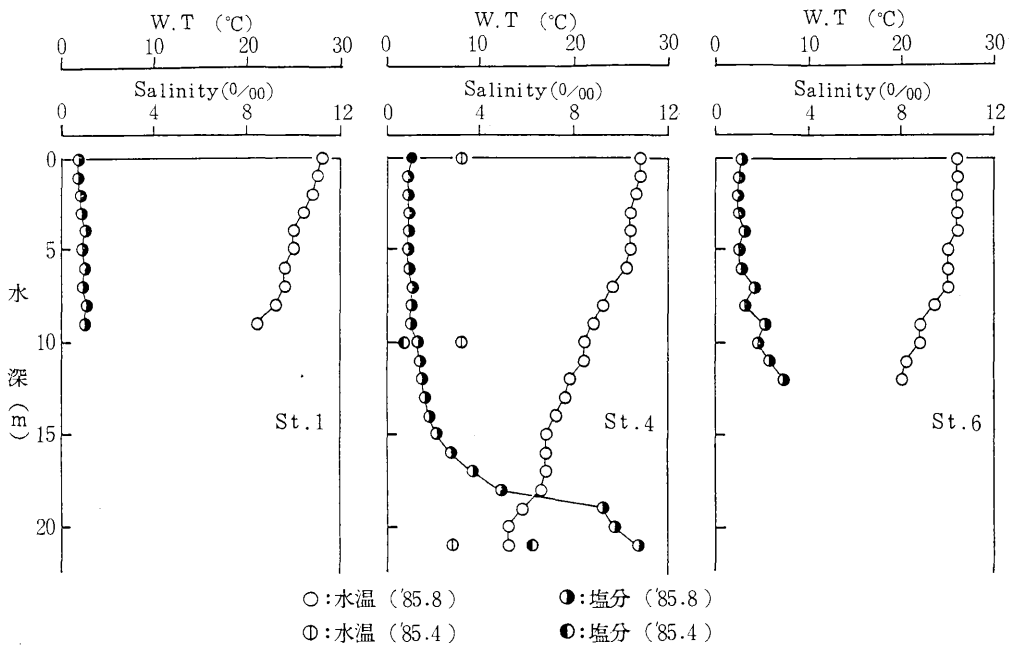 W.T (℃) W.T (℃) W.T (℃)
0 10 20 30 0 10 20 30 0 10 20 30
Salinity(0/00) Salinity(0/00) Salinity(0/00)
0 4 8 12 0 4 8 12 0 4 8 12
0
5
10
15
20
水深(m)
St.1 St.4 St.6
○:水温 ('85.8) ◑:塩分 ('85.8)
⦶:水温 ('85.4) ◐:塩分 ('85.4)